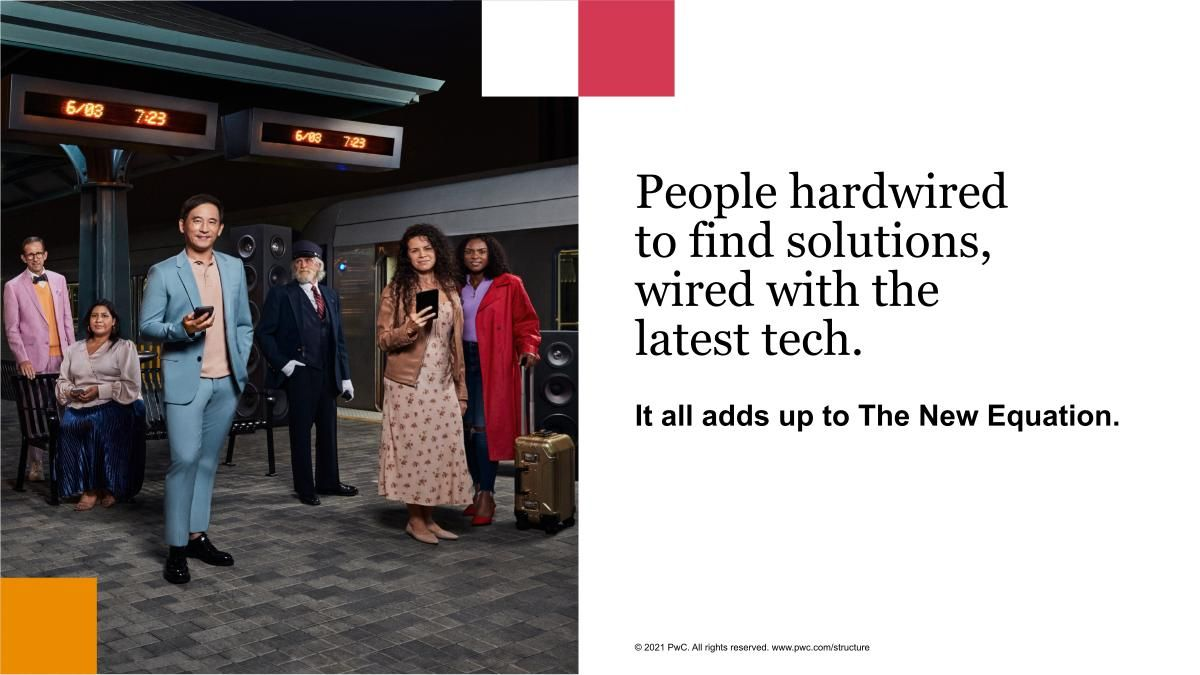 6/03 7:23
6/03 7:23
People hardwired
to find solutions,
wired with the
latest tech.
It all adds up to The New Equation.
© 2021 PwC. All rights reserved. www.pwc.com/structure